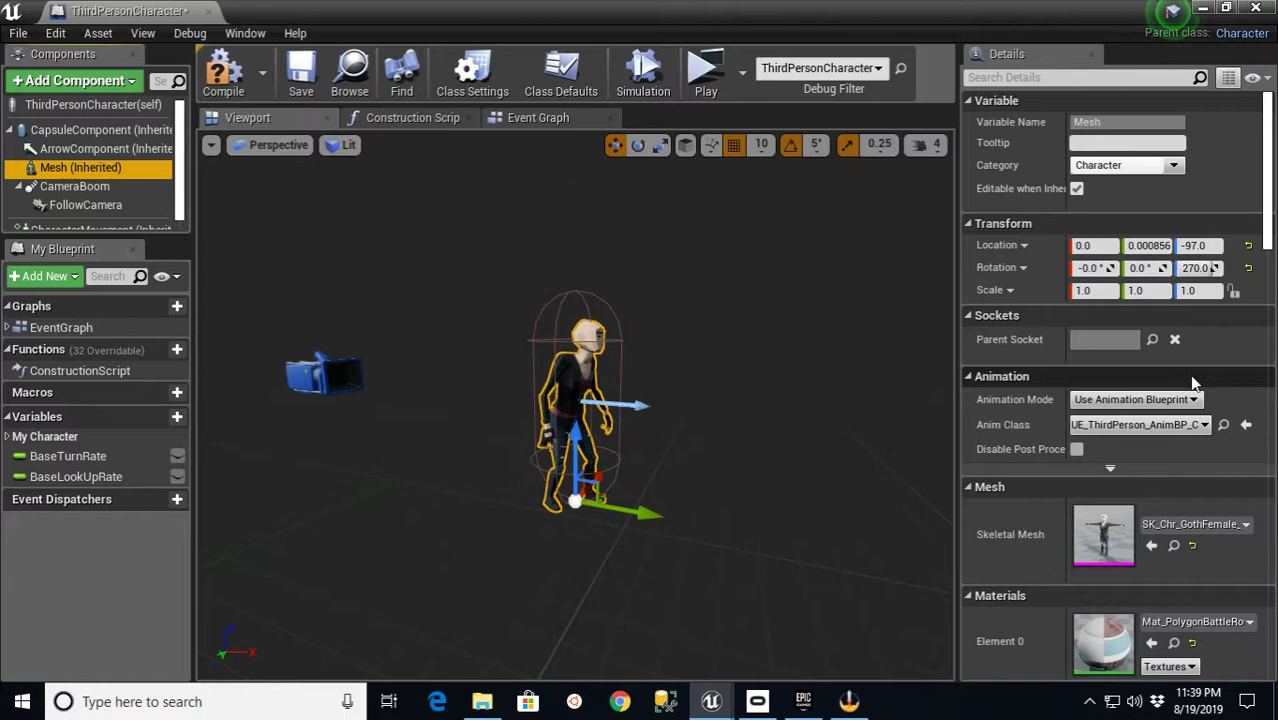 ThirdPersonCharacter*
Parent class: Character
File Edit Asset View Debug Window Help
Components
+Add Component
Se
ThirdPersonCharacter(self)
CapsuleComponent (Inherite
ArrowComponent (Inherite
Mesh (Inherited)
CameraBoom
FollowCamera
CharacterMovement (Inherit
My Blueprint
+Add New
Search
Graphs
EventGraph
Functions (32 Overridable)
ConstructionScript
Macros
Variables
My Character
BaseTurnRate
BaseLookUpRate
Event Dispatchers
Compile
Save
Browse
Find
Class Settings
Class Defaults
Simulation
Play
ThirdPersonCharacter
Debug Filter
Viewport
Construction Scrip
Event Graph
Perspective
Lit
10
5°
0.25
4
Details
Search Details
Variable
Variable Name
Mesh
Tooltip
Category
Character
Editable when Inher
Transform
Location
0.0
0.000856
-97.0
Rotation
-0.0 °
0.0 °
270.0
Scale
1.0
1.0
1.0
Sockets
Parent Socket
Animation
Animation Mode
Use Animation Blueprint
Anim Class
UE_ThirdPerson_AnimBP_C
Disable Post Proce
Mesh
Skeletal Mesh
SK_Chr_GothFemale_
Materials
Element 0
Mat_PolygonBattleRo
Textures
Type here to search
11:39 PM
8/19/2019